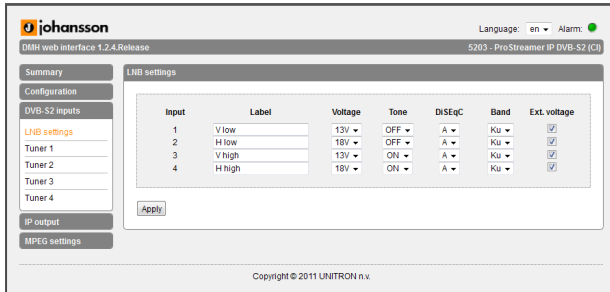 johansson
Language: en Alarm:
DMH web interface 1.2.4.Release 5203 - ProStreamer IP DVB-S2 (CI)
Summary
Configuration
DVB-S2 inputs
LNB settings
Tuner 1
Tuner 2
Tuner 3
Tuner 4
IP output
MPEG settings
LNB settings
Input Label Voltage Tone DiSEqC Band Ext. voltage
1 V low 13V OFF A Ku
2 H low 18V OFF A Ku
3 V high 13V ON A Ku
4 H high 18V ON A Ku
Apply
Copyright © 2011 UNITRON n.v.